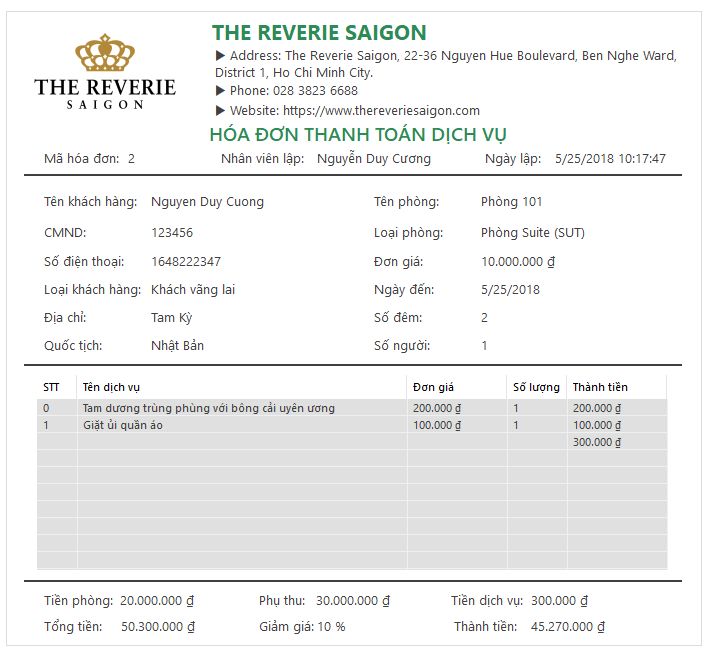 THE REVERIE
SAIGON
THE REVERIE SAIGON
▶ Address: The Reverie Saigon, 22-36 Nguyen Hue Boulevard, Ben Nghe Ward,
District 1, Ho Chi Minh City.
▶ Phone: 028 3823 6688
▶ Website: https://www.thereveriesaigon.com
HÓA ĐƠN THANH TOÁN DỊCH VỤ
Mã hóa đơn: 2 Nhân viên lập: Nguyễn Duy Cương Ngày lập: 5/25/2018 10:17:47
Tên khách hàng: Nguyen Duy Cuong Tên phòng: Phòng 101
CMND: 123456 Loại phòng: Phòng Suite (SUT)
Số điện thoại: 1648222347 Đơn giá: 10.000.000 ₫
Loại khách hàng: Khách vãng lai Ngày đến: 5/25/2018
Địa chỉ: Tam Kỳ Số đêm: 2
Quốc tịch: Nhật Bản Số người: 1
STT Tên dịch vụ Đơn giá Số lượng Thành tiền
0 Tam dương trùng phùng với bông cải uyên ương 200.000 ₫ 1 200.000 ₫
1 Giặt ủi quần áo 100.000 ₫ 1 100.000 ₫
300.000 ₫
Tiền phòng: 20.000.000 ₫ Phụ thu: 30.000.000 ₫ Tiền dịch vụ: 300.000 ₫
Tổng tiền: 50.300.000 ₫ Giảm giá: 10 % Thành tiền: 45.270.000 ₫